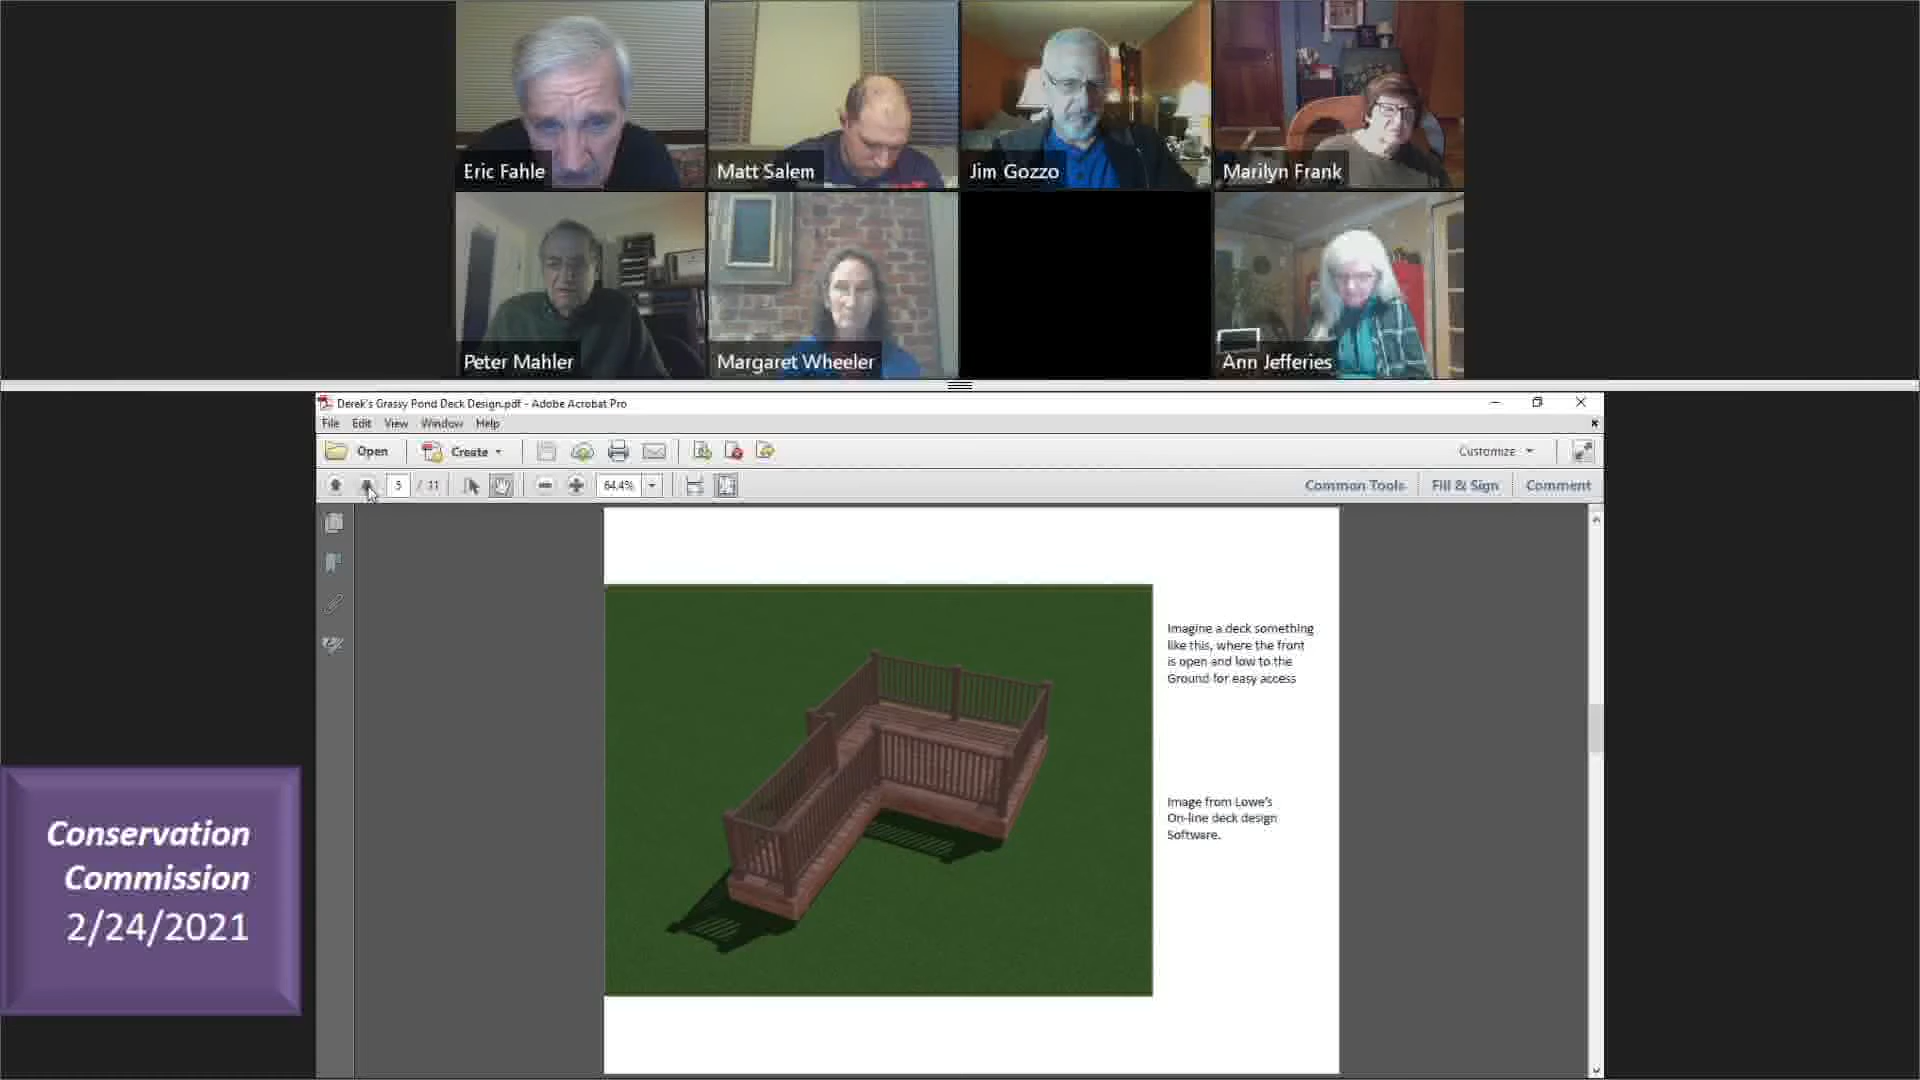 Eric Fahle
Matt Salem
Jim Gozzo
Marilyn Frank
Peter Mahler
Margaret Wheeler
Ann Jefferies
Derek's Grassy Pond Deck Design.pdf - Adobe Acrobat Pro
File Edit View Window Help
Open Create Customize
5 / 11 64.4% Common Tools Fill & Sign Comment
Imagine a deck something
like this, where the front
is open and low to the
Ground for easy access
Image from Lowe's
On-line deck design
Software.
Conservation
Commission
2/24/2021